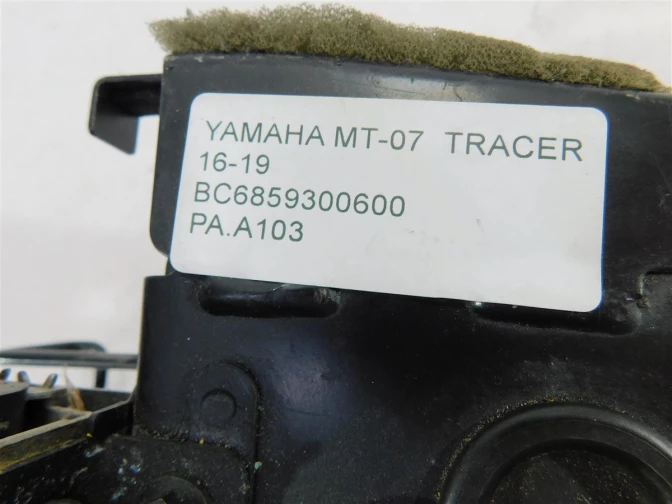 YAMAHA MT-07 TRACER
16-19
BC6859300600
PA.A103